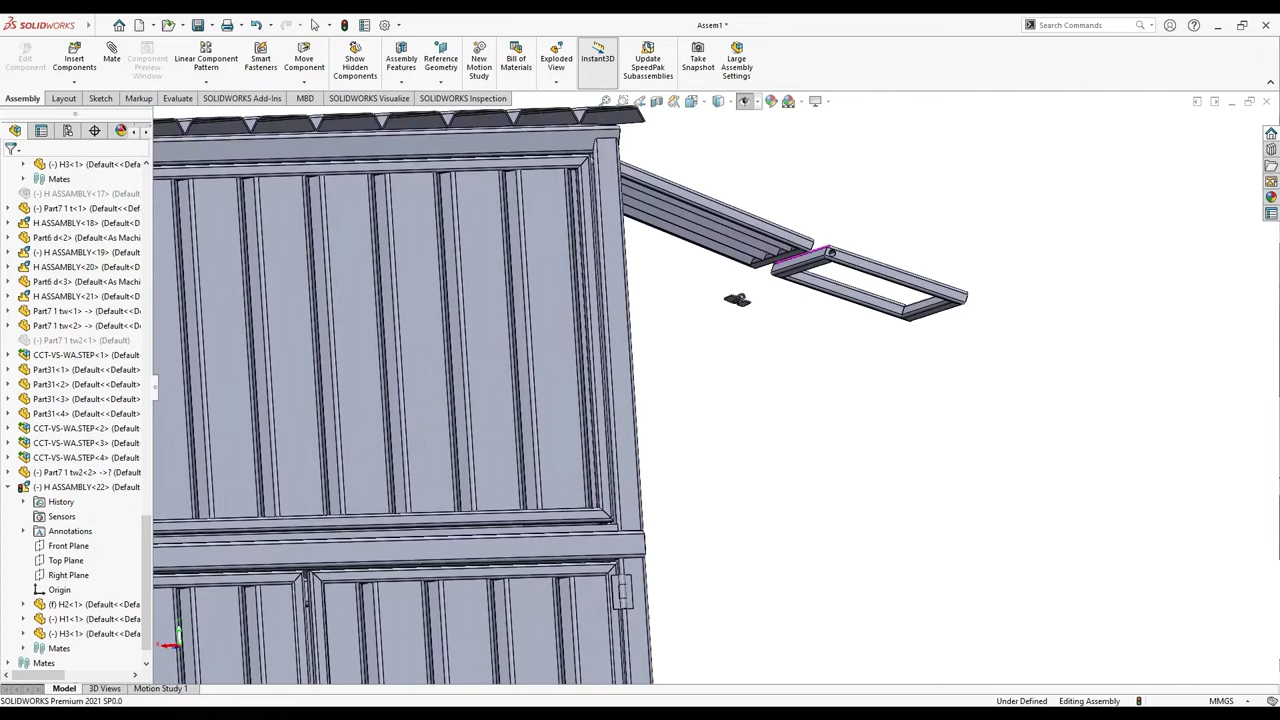 SOLIDWORKS
Assem1 *
Search Commands
Edit Component
Insert Components
Mate
Component Preview Window
Linear Component Pattern
Smart Fasteners
Move Component
Show Hidden Components
Assembly Features
Reference Geometry
New Motion Study
Bill of Materials
Exploded View
Instant3D
Update SpeedPak Subassemblies
Take Snapshot
Large Assembly Settings
Assembly Layout Sketch Markup Evaluate SOLIDWORKS Add-Ins MBD SOLIDWORKS Visualize SOLIDWORKS Inspection
(-) H3<1> (Default<<Defa
Mates
(-) H ASSEMBLY<17> (Default
(-) Part7 1 t<1> (Default<<D
H ASSEMBLY<18> (Default
Part6 d<2> (Default<As Machi
(-) H ASSEMBLY<19> (Default
H ASSEMBLY<20> (Default
Part6 d<3> (Default<As Machi
H ASSEMBLY<21> (Default
Part7 1 tw<1> -> (Default<
Part7 1 tw<2> -> (Default<
(-) Part7 1 tw2<1> (Default)
CCT-VS-WA.STEP<1> (Default
Part31<1> (Default<<Default>
Part31<2> (Default<<Default>
Part31<3> (Default<<Default>
Part31<4> (Default<<Default>
CCT-VS-WA.STEP<2> (Default
CCT-VS-WA.STEP<3> (Default
CCT-VS-WA.STEP<4> (Default
(-) Part7 1 tw2<2> ->? (Default
(-) H ASSEMBLY<22> (Default
History
Sensors
Annotations
Front Plane
Top Plane
Right Plane
Origin
(f) H2<1> (Default<<Defa
(-) H1<1> (Default<<Defa
(-) H3<1> (Default<<Defa
Mates
Mates
x
Model 3D Views Motion Study 1
SOLIDWORKS Premium 2021 SP0.0
Under Defined
Editing Assembly
MMGS